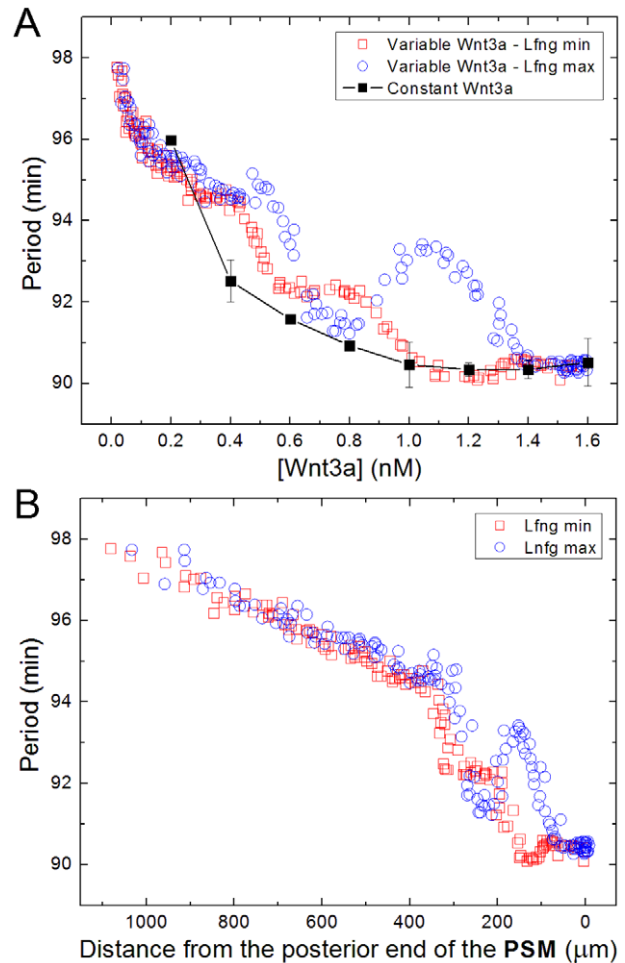 A
Variable Wnt3a - Lfng min
Variable Wnt3a - Lfng max
Constant Wnt3a
98
96
94
92
90
Period (min)
0.0 0.2 0.4 0.6 0.8 1.0 1.2 1.4 1.6
[Wnt3a] (nM)
B
Lfng min
Lnfg max
98
96
94
92
90
Period (min)
1000 800 600 400 200 0
Distance from the posterior end of the PSM (μm)